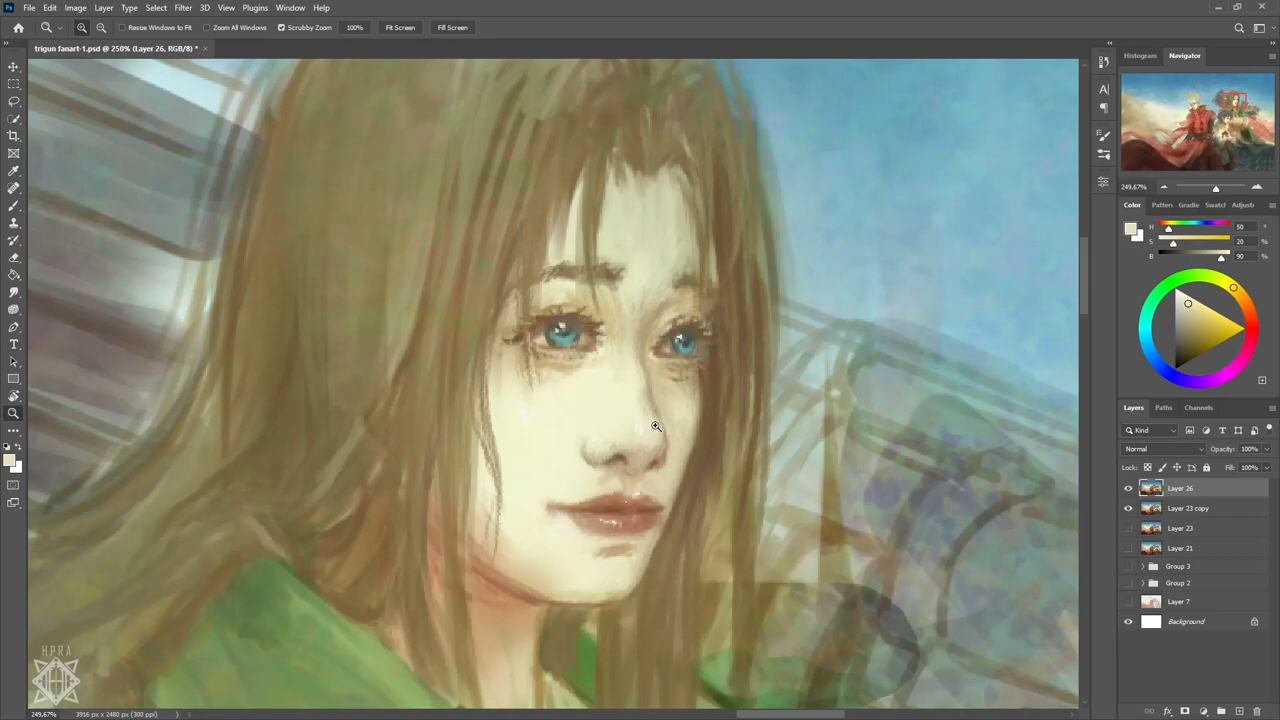 File Edit Image Layer Type Select Filter 3D View Plugins Window Help
Resize Windows to Fit Zoom All Windows Scrubby Zoom 100% Fit Screen Fill Screen
trigun fanart-1.psd @ 250% (Layer 26, RGB/8) *
Histogram Navigator
249,67%
Color Patten Gradie Swatcl Adjusti
H 50 °
S 20 %
B 90 %
Layers Paths Channels
Kind
Normal Opacity: 100%
Lock: Fill: 100%
Layer 26
Layer 23 copy
Layer 23
Layer 21
Group 3
Group 2
Layer 7
Background
HPRA
249,67% 3916 px x 2480 px (300 ppi)